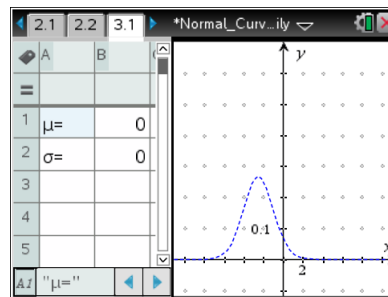 2.1 2.2 3.1 *Normal_Curv...ily
A B
=
1 μ= 0
2 σ= 0
3
4
5
A1 "μ="
y
0.1
2
x